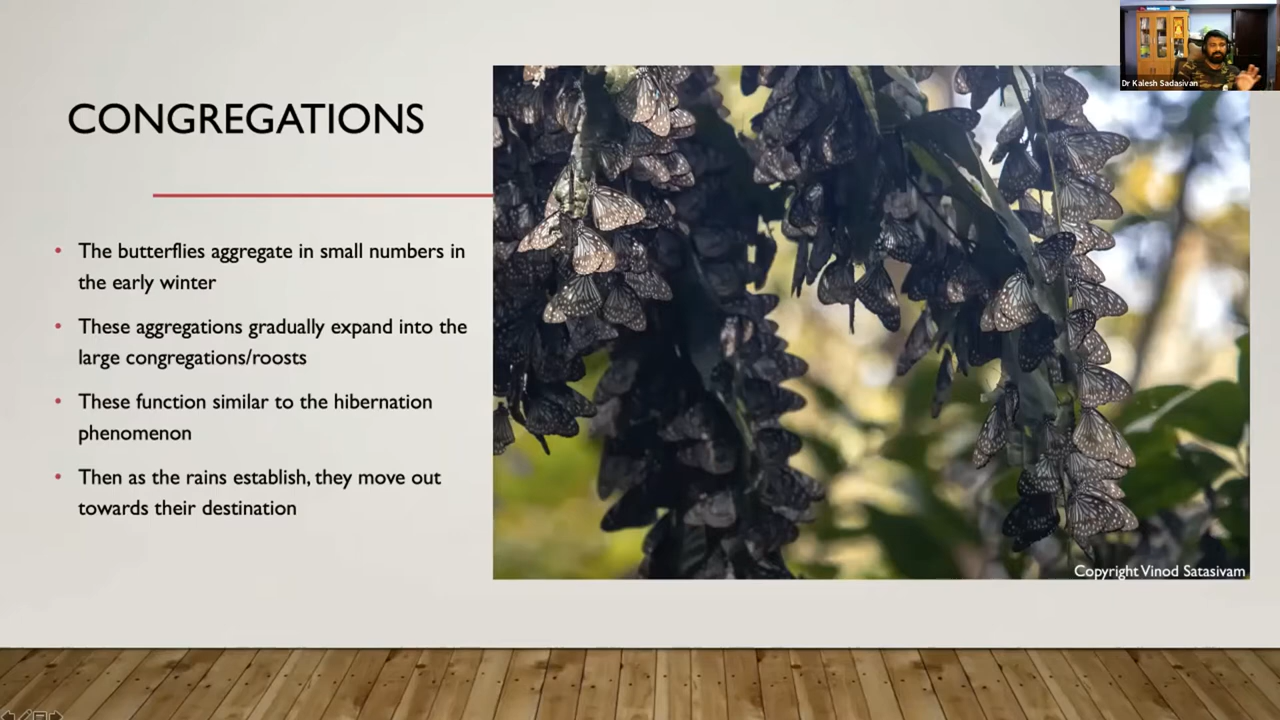 Dr Kalesh Sadasivan
CONGREGATIONS
• The butterflies aggregate in small numbers in
the early winter
• These aggregations gradually expand into the
large congregations/roosts
• These function similar to the hibernation
phenomenon
• Then as the rains establish, they move out
towards their destination
Copyright Vinod Satasivam